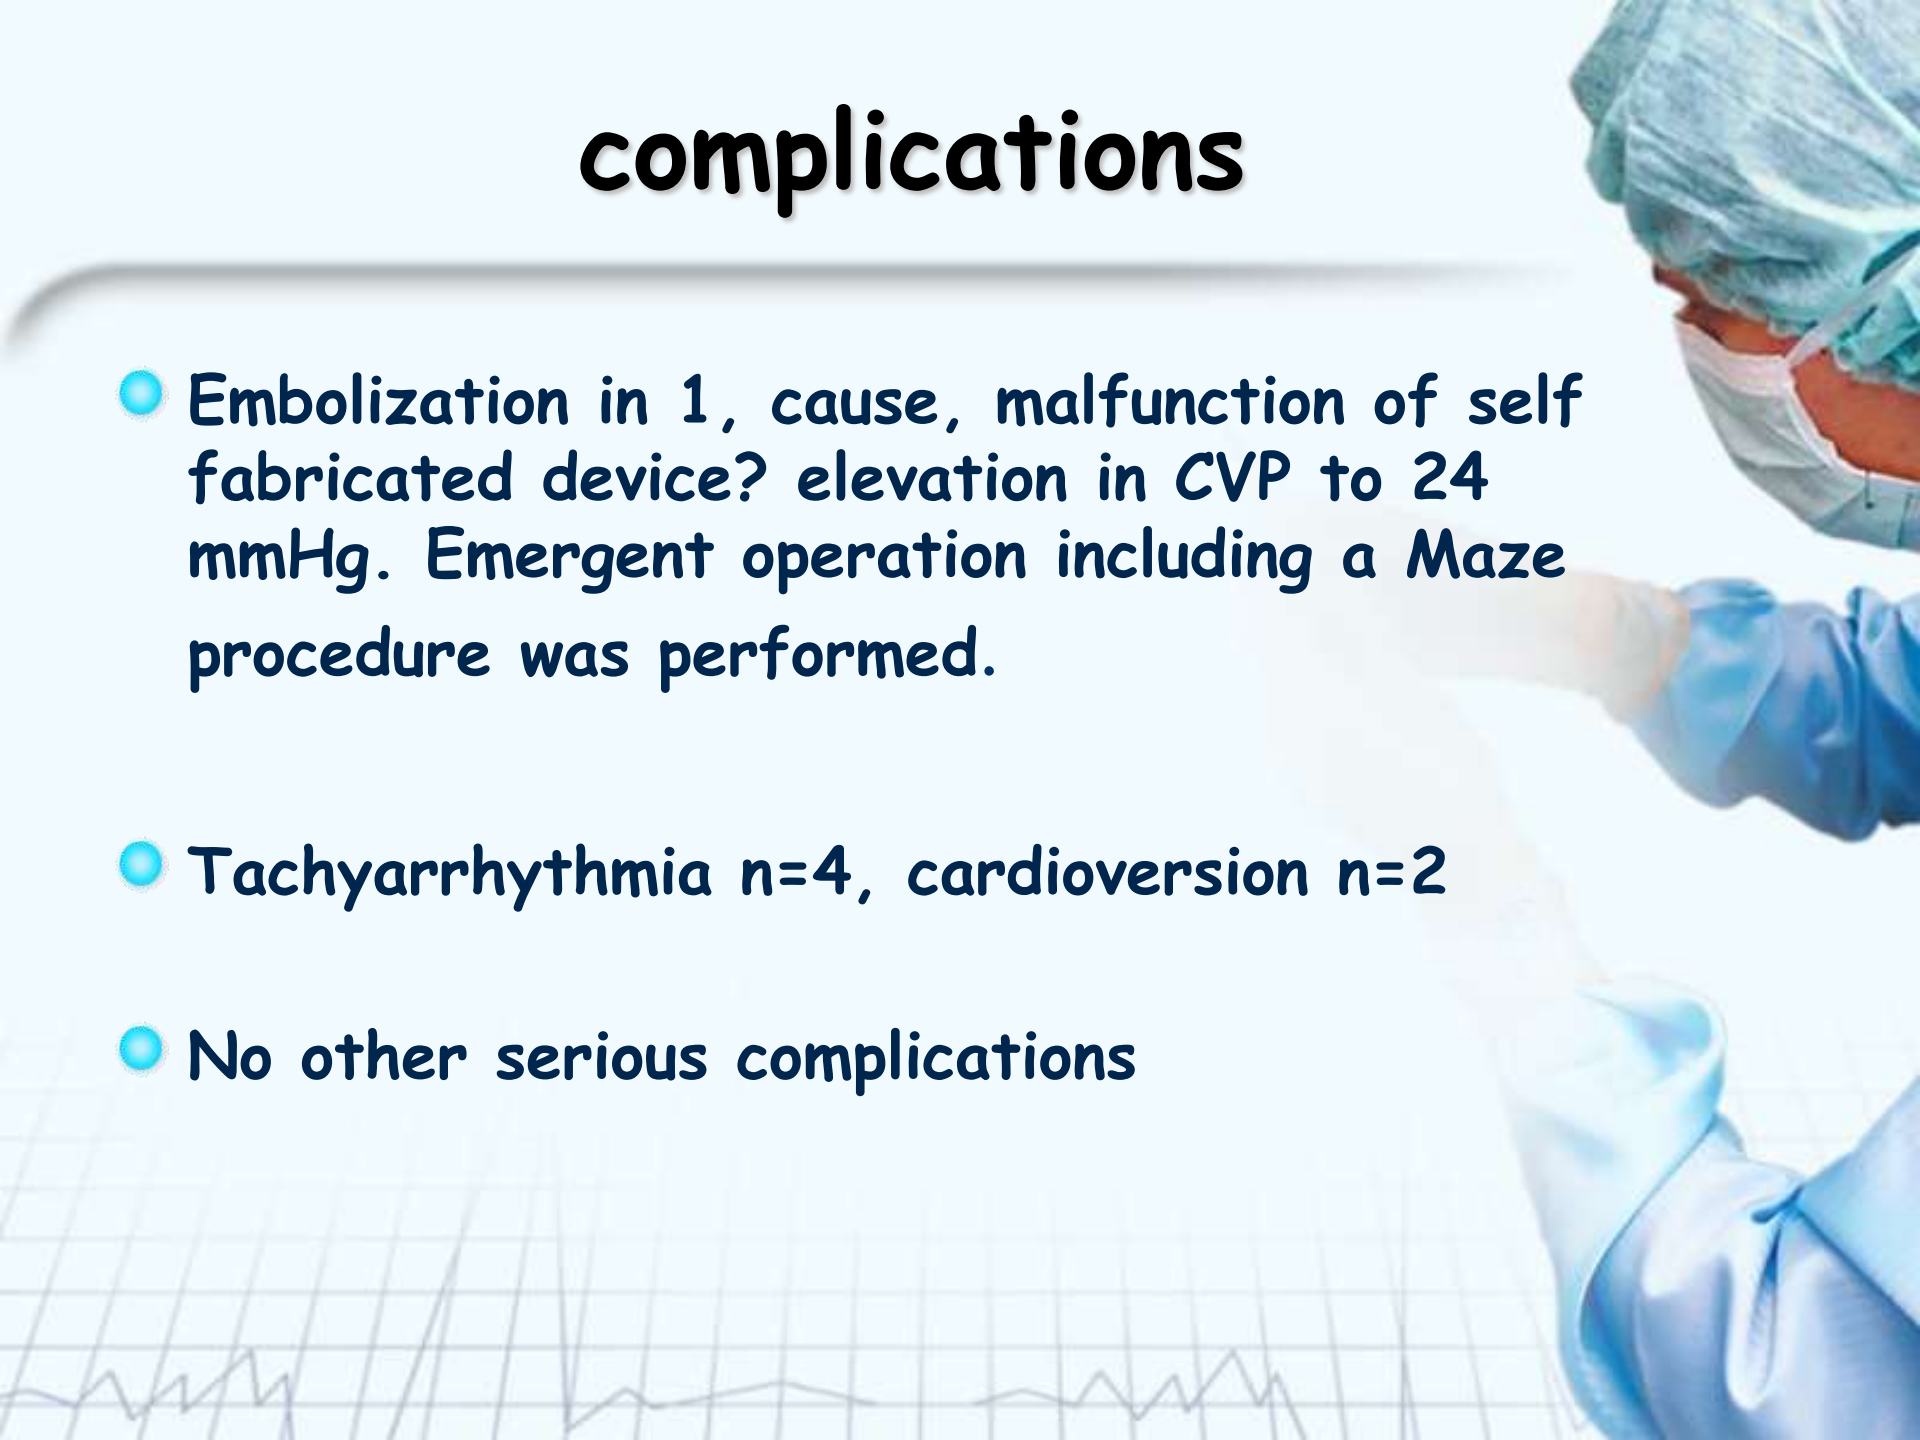 complications
Embolization in 1, cause, malfunction of self
fabricated device? elevation in CVP to 24
mmHg. Emergent operation including a Maze
procedure was performed.
Tachyarrhythmia n=4, cardioversion n=2
No other serious complications